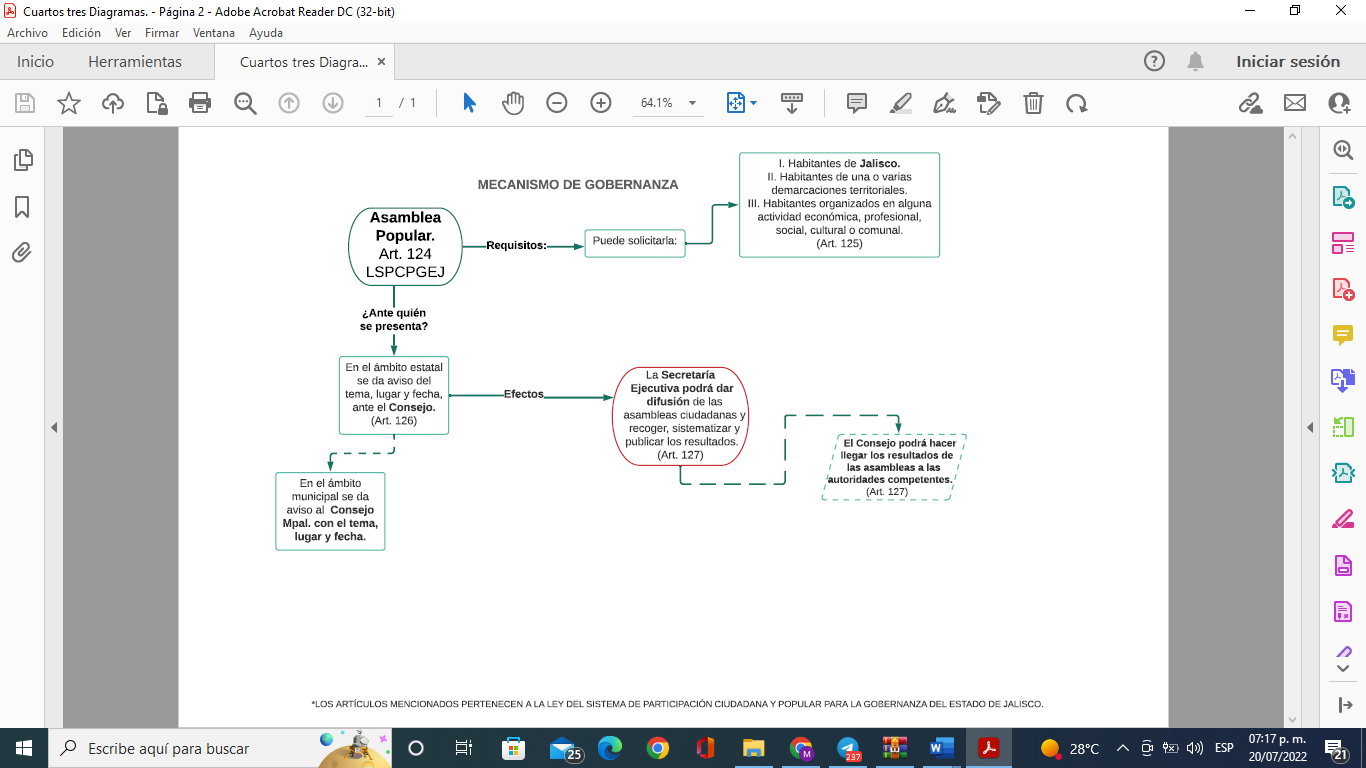 Cuartos tres Diagramas. - Página 2 - Adobe Acrobat Reader DC (32-bit)
Archivo Edición Ver Firmar Ventana Ayuda
Inicio Herramientas Cuartos tres Diagra... × Iniciar sesión
1 / 1 64.1%
MECANISMO DE GOBERNANZA
Asamblea
Popular.
Art. 124
LSPCPGEJ
Requisitos:
Puede solicitarla:
I. Habitantes de Jalisco.
II. Habitantes de una o varias
demarcaciones territoriales.
III. Habitantes organizados en alguna
actividad económica, profesional,
social, cultural o comunal.
(Art. 125)
¿Ante quién
se presenta?
En el ámbito estatal
se da aviso del
tema, lugar y fecha,
ante el Consejo.
(Art. 126)
Efectos
La Secretaría
Ejecutiva podrá dar
difusión de las
asambleas ciudadanas y
recoger, sistematizar y
publicar los resultados.
(Art. 127)
El Consejo podrá hacer
llegar los resultados de
las asambleas a las
autoridades competentes.
(Art. 127)
En el ámbito
municipal se da
aviso al Consejo
Mpal. con el tema,
lugar y fecha.
*LOS ARTÍCULOS MENCIONADOS PERTENECEN A LA LEY DEL SISTEMA DE PARTICIPACIÓN CIUDADANA Y POPULAR PARA LA GOBERNANZA DEL ESTADO DE JALISCO.
Escribe aquí para buscar
25
M
237
28°C
ESP
07:17 p. m.
20/07/2022
21